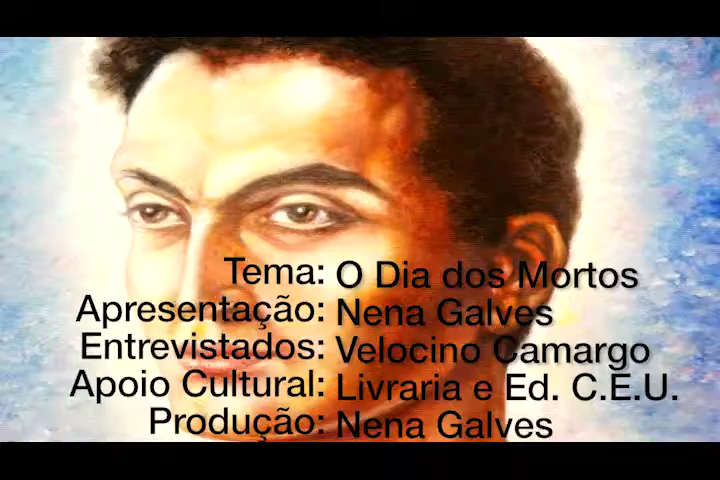 Tema: O Dia dos Mortos
Apresentação: Nena Galves
Entrevistados: Velocino Camargo
Apoio Cultural: Livraria e Ed. C.E.U.
Produção: Nena Galves